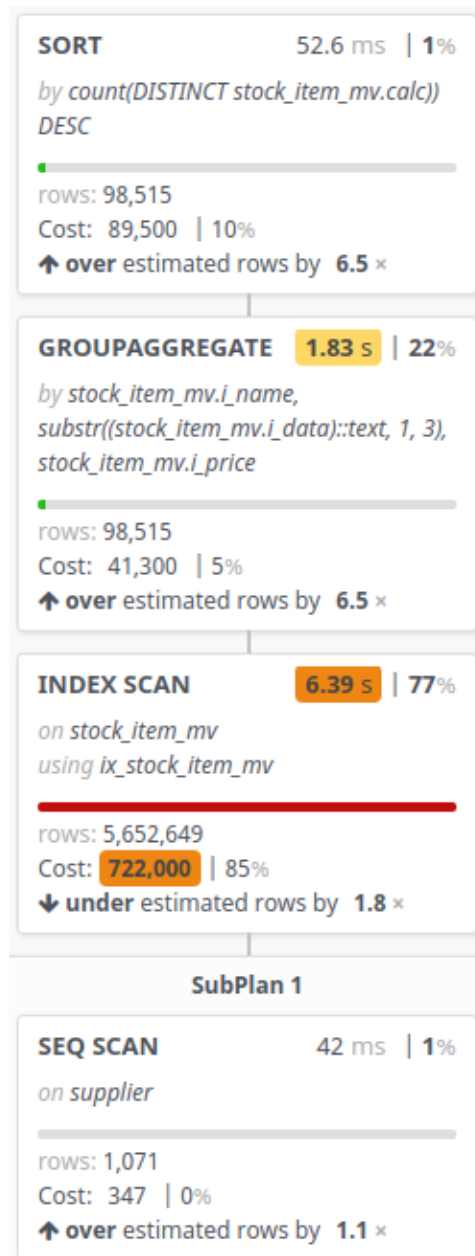 SORT 52.6 ms | 1%
by count(DISTINCT stock_item_mv.calc))
DESC
rows: 98,515
Cost: 89,500 | 10%
↑ over estimated rows by 6.5 ×
GROUPAGGREGATE 1.83 s | 22%
by stock_item_mv.i_name,
substr((stock_item_mv.i_data)::text, 1, 3),
stock_item_mv.i_price
rows: 98,515
Cost: 41,300 | 5%
↑ over estimated rows by 6.5 ×
INDEX SCAN 6.39 s | 77%
on stock_item_mv
using ix_stock_item_mv
rows: 5,652,649
Cost: 722,000 | 85%
↓ under estimated rows by 1.8 ×
SubPlan 1
SEQ SCAN 42 ms | 1%
on supplier
rows: 1,071
Cost: 347 | 0%
↑ over estimated rows by 1.1 ×